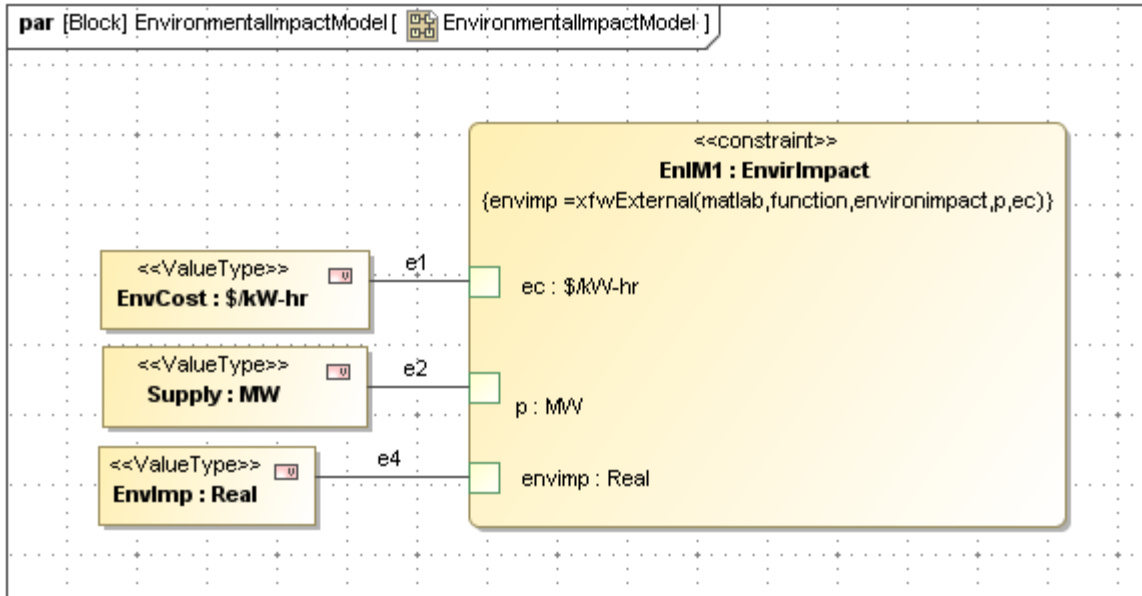 par [Block] EnvironmentalImpactModel [ EnvironmentalImpactModel ]
<<constraint>>
EnIM1 : EnvirImpact
{envimp =xfwExternal(matlab,function,environimpact,p,ec)}
<<ValueType>>
EnvCost : $/kW-hr
e1
ec : $/kW-hr
<<ValueType>>
Supply : MW
e2
p : MW
<<ValueType>>
EnvImp : Real
e4
envimp : Real